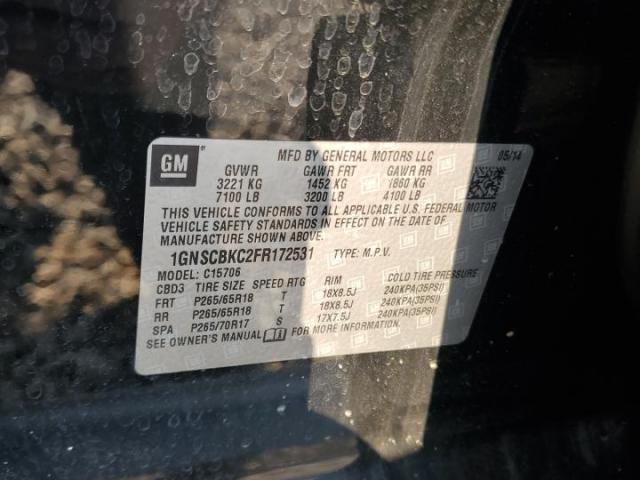 GM
MFD BY GENERAL MOTORS LLC 05/14
GVWR GAWR FRT GAWR RR
3221 KG 1452 KG 1860 KG
7100 LB 3200 LB 4100 LB
THIS VEHICLE CONFORMS TO ALL APPLICABLE U.S. FEDERAL MOTOR
VEHICLE SAFETY STANDARDS IN EFFECT ON THE DATE OF
MANUFACTURE SHOWN ABOVE.
1GNSCBKC2FR172531 TYPE: M.P.V.
MODEL: C15706
CBD3 TIRE SIZE SPEED RTG RIM COLD TIRE PRESSURE
FRT P265/65R18 T 18X8.5J 240KPA(35PSI)
RR P265/65R18 T 18X8.5J 240KPA(35PSI)
SPA P265/70R17 S 17X7.5J 240KPA(35PSI)
SEE OWNER'S MANUAL FOR MORE INFORMATION.